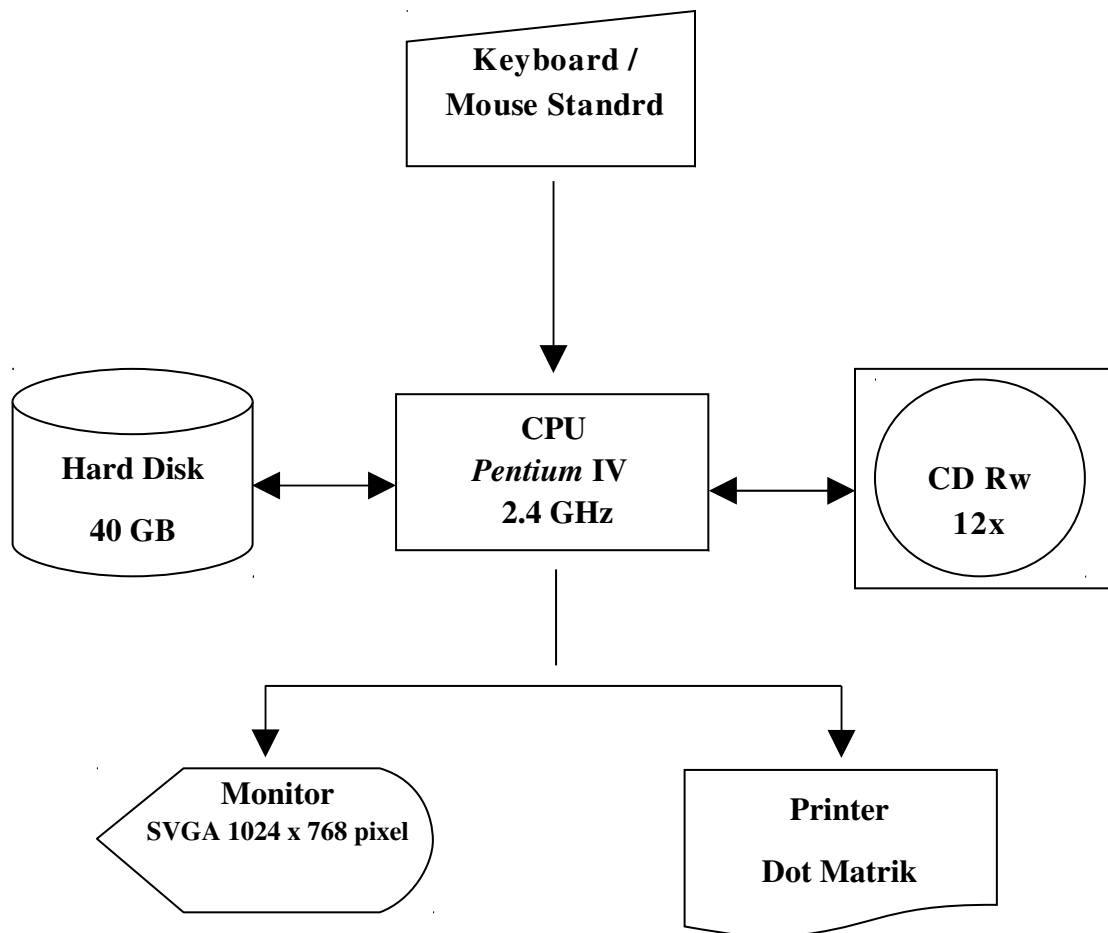 Keyboard /
Mouse Standrd
Hard Disk
40 GB
CPU
Pentium IV
2.4 GHz
CD Rw
12x
Monitor
SVGA 1024 x 768 pixel
Printer
Dot Matrik